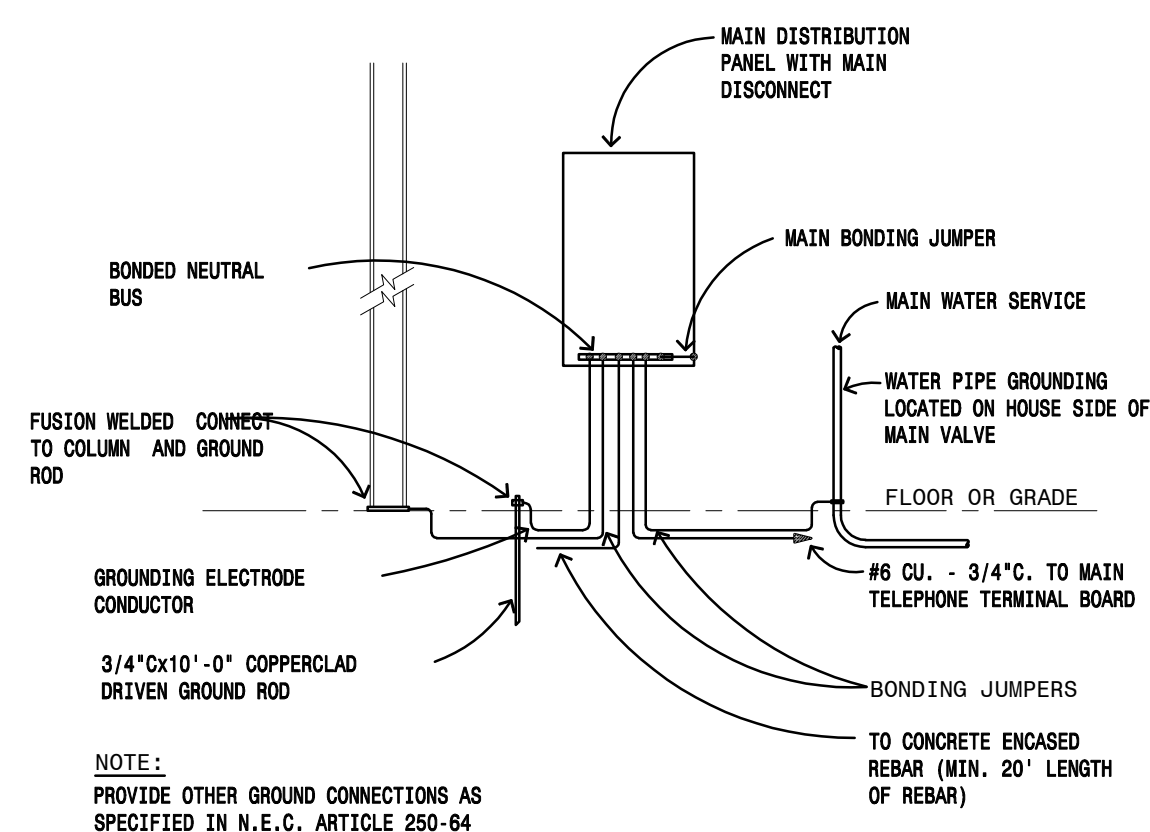 MAIN DISTRIBUTION
PANEL WITH MAIN
DISCONNECT
MAIN BONDING JUMPER
BONDED NEUTRAL
BUS
MAIN WATER SERVICE
WATER PIPE GROUNDING
LOCATED ON HOUSE SIDE OF
MAIN VALVE
FUSION WELDED CONNECT
TO COLUMN AND GROUND
ROD
FLOOR OR GRADE
GROUNDING ELECTRODE
CONDUCTOR
#6 CU. - 3/4"C. TO MAIN
TELEPHONE TERMINAL BOARD
3/4"Cx10'-0" COPPERCLAD
DRIVEN GROUND ROD
BONDING JUMPERS
TO CONCRETE ENCASED
REBAR (MIN. 20' LENGTH
OF REBAR)
NOTE:
PROVIDE OTHER GROUND CONNECTIONS AS
SPECIFIED IN N.E.C. ARTICLE 250-64